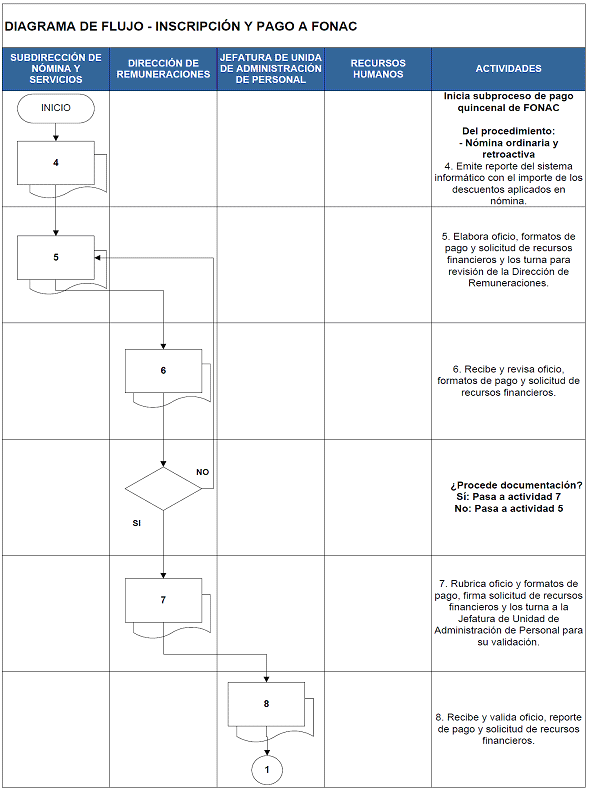 DIAGRAMA DE FLUJO - INSCRIPCIÓN Y PAGO A FONAC
SUBDIRECCIÓN DE
NÓMINA Y
SERVICIOS
DIRECCIÓN DE
REMUNERACIONES
JEFATURA DE UNIDA
DE ADMINISTRACIÓN
DE PERSONAL
RECURSOS
HUMANOS
ACTIVIDADES
INICIO
Inicia subproceso de pago
quincenal de FONAC
Del procedimiento:
- Nómina ordinaria y
retroactiva
4
4. Emite reporte del sistema
informático con el importe de los
descuentos aplicados en
nómina.
5
5. Elabora oficio, formatos de
pago y solicitud de recursos
financieros y los turna para
revisión de la Dirección de
Remuneraciones.
6
6. Recibe y revisa oficio,
formatos de pago y solicitud de
recursos financieros.
NO
SI
¿Procede documentación?
Sí: Pasa a actividad 7
No: Pasa a actividad 5
7
7. Rubrica oficio y formatos de
pago, firma solicitud de recursos
financieros y los turna a la
Jefatura de Unidad de
Administración de Personal para
su validación.
8
8. Recibe y valida oficio, reporte
de pago y solicitud de recursos
financieros.
1